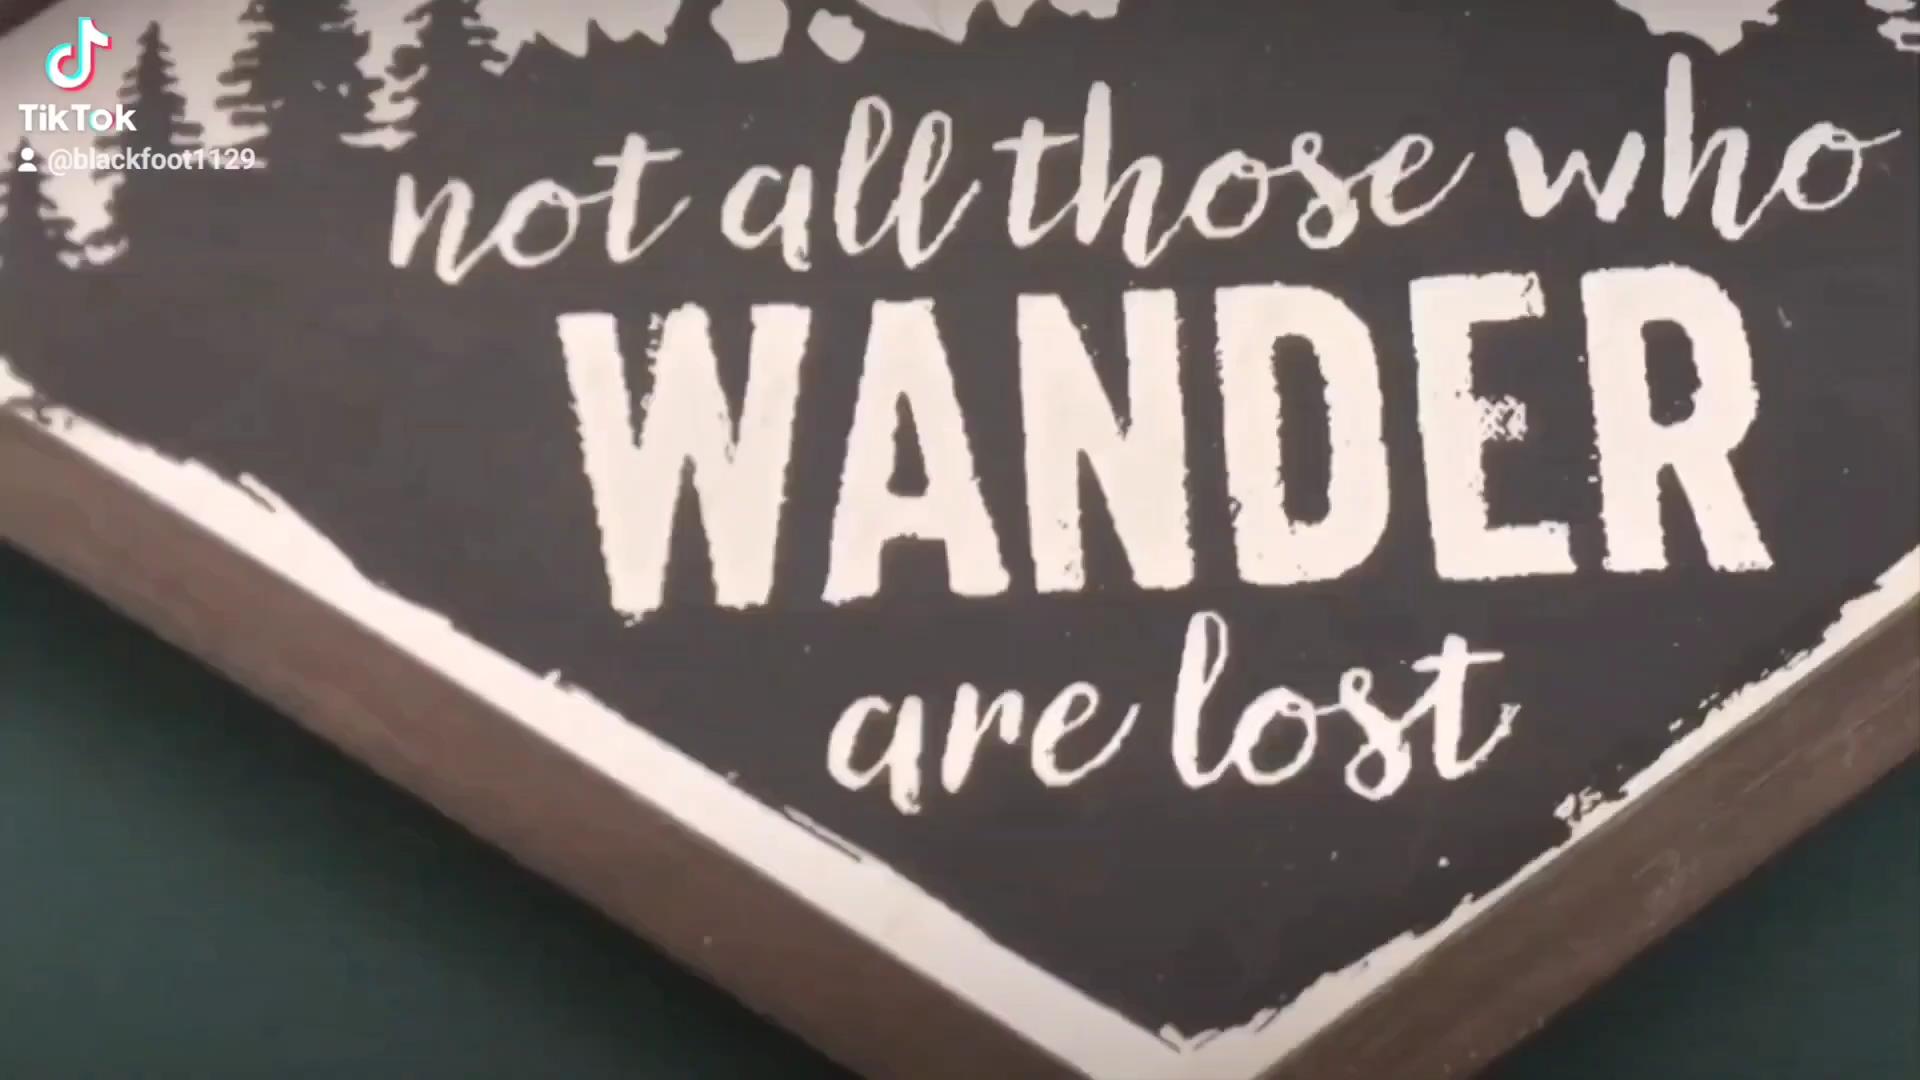 TikTok
@blackfoot1129
not all those who
WANDER
are lost